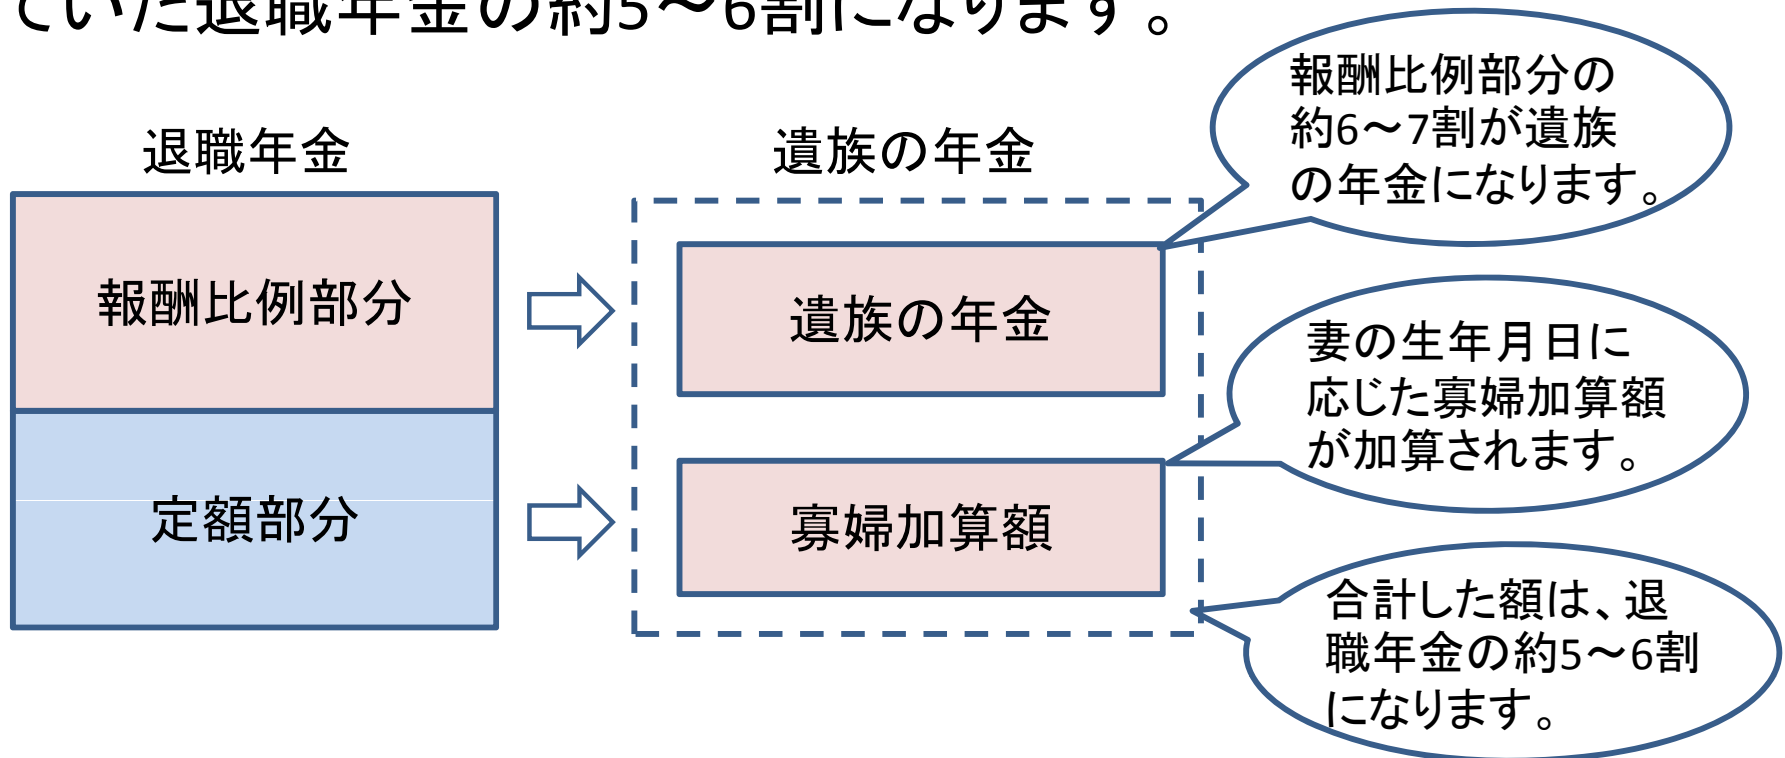 ていた退職年金の約5～6割になります。
退職年金
遺族の年金
報酬比例部分
定額部分
遺族の年金
寡婦加算額
報酬比例部分の
約6～7割が遺族
の年金になります。
妻の生年月日に
応じた寡婦加算額
が加算されます。
合計した額は、退
職年金の約5～6割
になります。